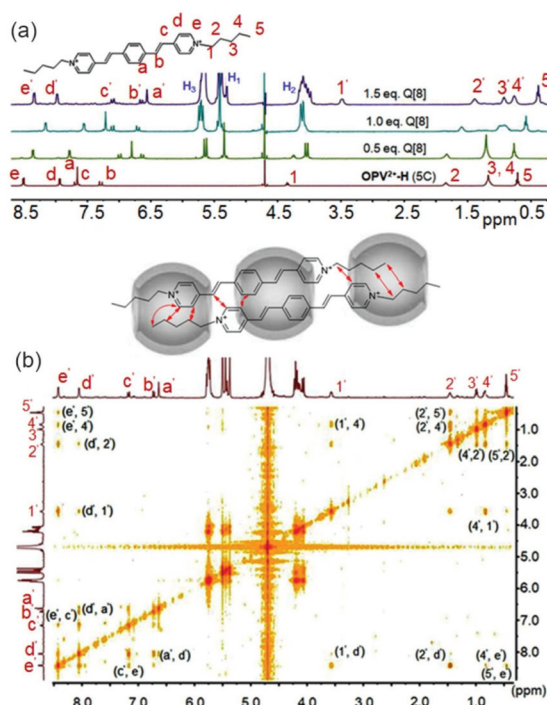 (a)
d e 2 4 5
c
b 1 3
a
e' d' c' b' a' H₃ H₁ H₂ 1' 2' 3' 4' 5'
1.5 eq. Q[8]
1.0 eq. Q[8]
0.5 eq. Q[8]
e d a c b 1 OPV²⁺-H (5C) 2 3, 4 5
8.5 7.5 6.5 5.5 4.5 3.5 2.5 1.5 0.5
ppm
(b)
e' d' c' b' a' 1' 2' 3' 4' 5'
5' (e', 5') (2', 5')
4' (e', 4') (1', 4') (2', 4') 1.0
3'
2' (d', 2') (4',2') (5',2) 2.0
3.0
1' (d', 1') (4', 1')
4.0
5.0
6.0
a'
b' (e', c') (d', a')
c' 7.0
d' (a', d') (1', d') (2', d') (4', e')
e' (c', e') (5', e') 8.0
8.0 7.0 6.0 5.0 4.0 3.0 2.0 1.0 ppm